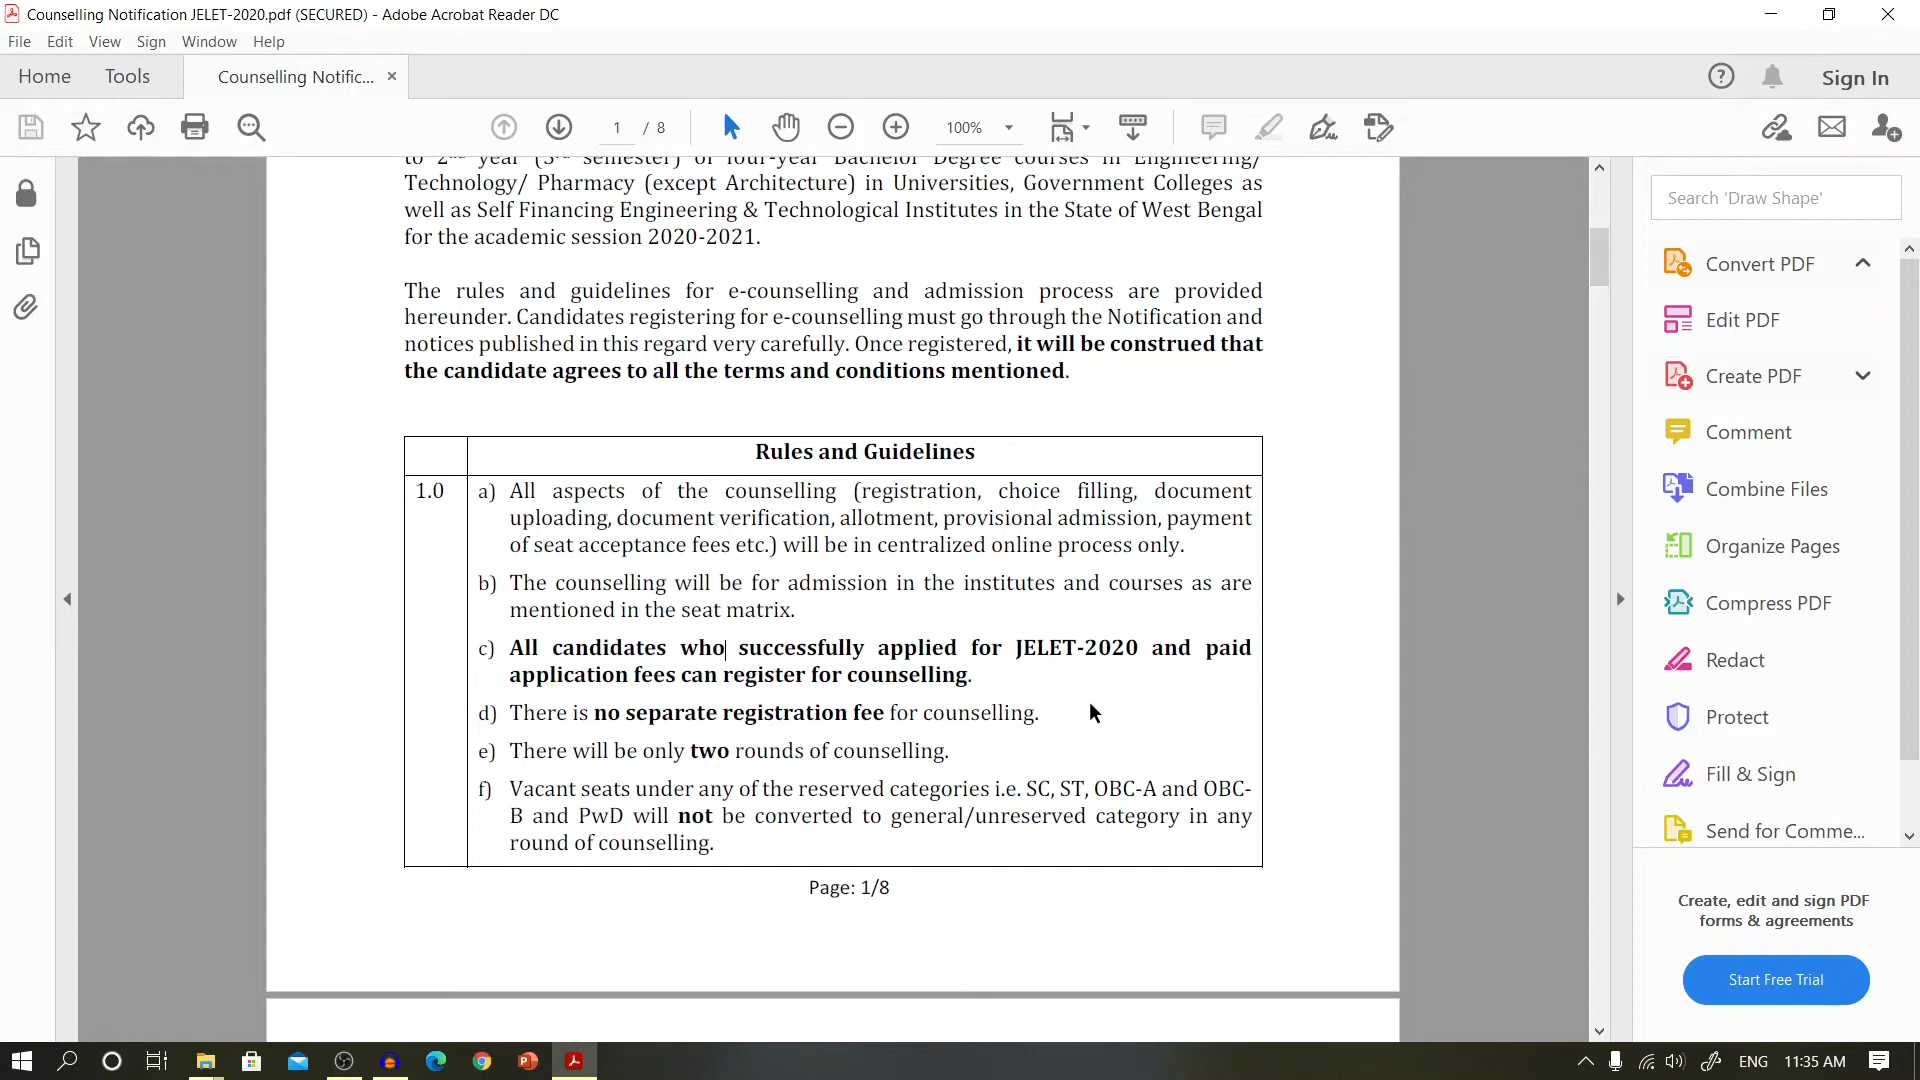 Counselling Notification JELET-2020.pdf (SECURED) - Adobe Acrobat Reader DC
File Edit View Sign Window Help
Home Tools Counselling Notific... × Sign In
1 / 8 100%
to 2nd year (3rd semester) of four-year Bachelor Degree courses in Engineering/
Technology/ Pharmacy (except Architecture) in Universities, Government Colleges as
well as Self Financing Engineering & Technological Institutes in the State of West Bengal
for the academic session 2020-2021.
The rules and guidelines for e-counselling and admission process are provided
hereunder. Candidates registering for e-counselling must go through the Notification and
notices published in this regard very carefully. Once registered, it will be construed that
the candidate agrees to all the terms and conditions mentioned.
Rules and Guidelines
1.0 a) All aspects of the counselling (registration, choice filling, document
uploading, document verification, allotment, provisional admission, payment
of seat acceptance fees etc.) will be in centralized online process only.
b) The counselling will be for admission in the institutes and courses as are
mentioned in the seat matrix.
c) All candidates who successfully applied for JELET-2020 and paid
application fees can register for counselling.
d) There is no separate registration fee for counselling.
e) There will be only two rounds of counselling.
f) Vacant seats under any of the reserved categories i.e. SC, ST, OBC-A and OBC-
B and PwD will not be converted to general/unreserved category in any
round of counselling.
Page: 1/8
Search 'Draw Shape'
Convert PDF
Edit PDF
Create PDF
Comment
Combine Files
Organize Pages
Compress PDF
Redact
Protect
Fill & Sign
Send for Comme...
Create, edit and sign PDF
forms & agreements
Start Free Trial
ENG 11:35 AM